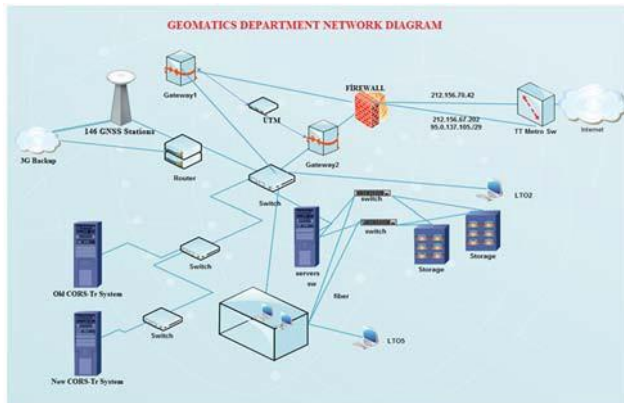 GEOMATICS DEPARTMENT NETWORK DIAGRAM
Gateway1
FİREWALL
212.156.70.42
212.156.67.202
95.0.137.105/29
TT Metro Sw
Internet
146 GNSS Stations
UTM
3G Backup
Router
Gateway2
Switch
LTO2
switch
switch
servers
sw
Storage
Storage
Switch
Old CORS-Tr System
fiber
Switch
LTO5
New CORS-Tr System